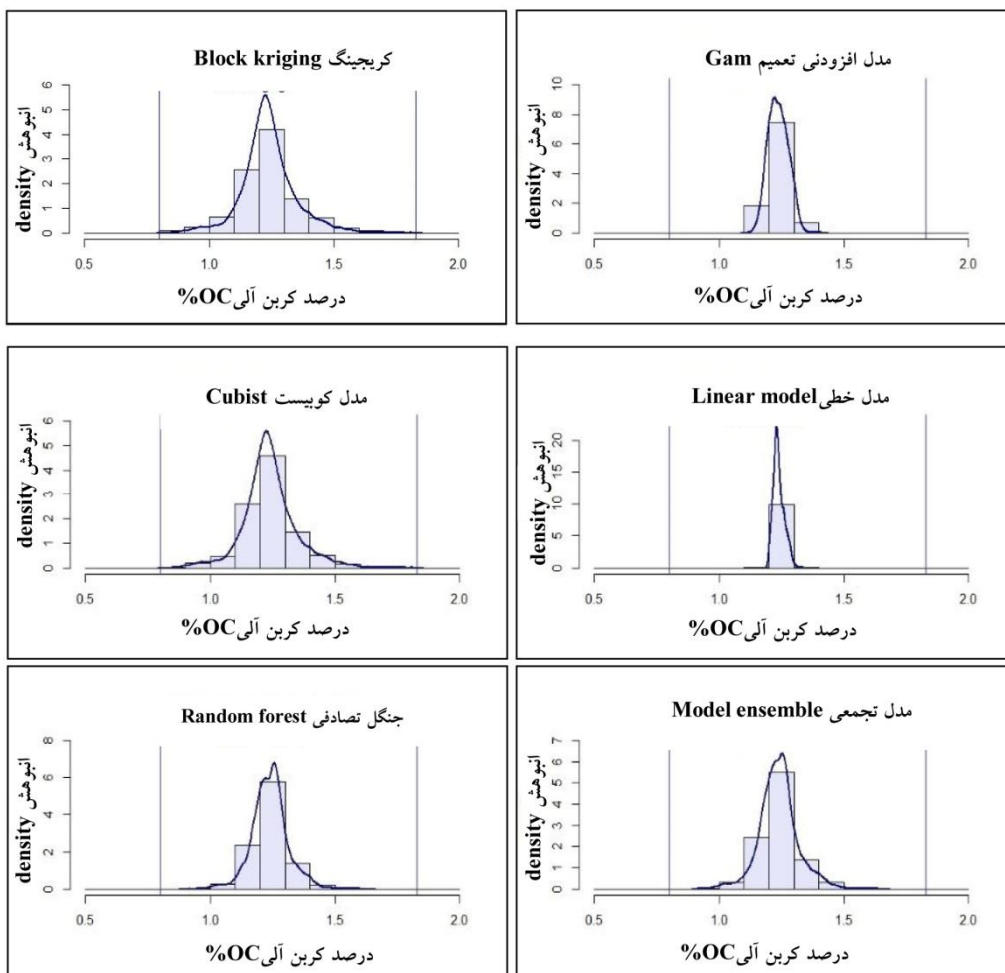 کریجینگ Block kriging
density انبوهش
0 1 2 3 4 5 6
0.5 1.0 1.5 2.0
درصد کربن آلیOC%
مدل افزودنی تعمیم Gam
density انبوهش
0 2 4 6 8 10
0.5 1.0 1.5 2.0
درصد کربن آلیOC%
مدل کوبیست Cubist
density انبوهش
0 1 2 3 4 5 6
0.5 1.0 1.5 2.0
درصد کربن آلیOC%
مدل خطیLinear model
density انبوهش
0 5 10 15 20
0.5 1.0 1.5 2.0
درصد کربن آلیOC%
جنگل تصادفی Random forest
density انبوهش
0 2 4 6 8
0.5 1.0 1.5 2.0
درصد کربن آلیOC%
مدل تجمعی Model ensemble
density انبوهش
0 1 2 3 4 5 6 7
0.5 1.0 1.5 2.0
درصد کربن آلیOC%